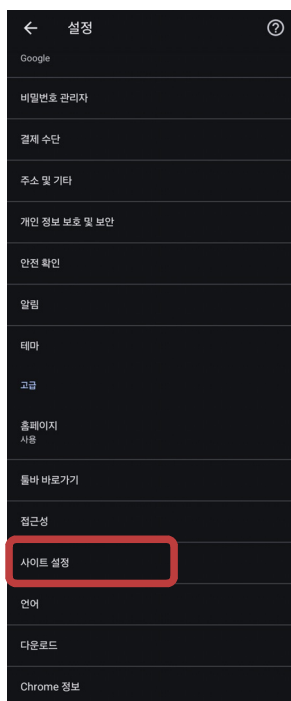 설정
Google
비밀번호 관리자
결제 수단
주소 및 기타
개인 정보 보호 및 보안
안전 확인
알림
테마
고급
홈페이지
사용
툴바 바로가기
접근성
사이트 설정
언어
다운로드
Chrome 정보